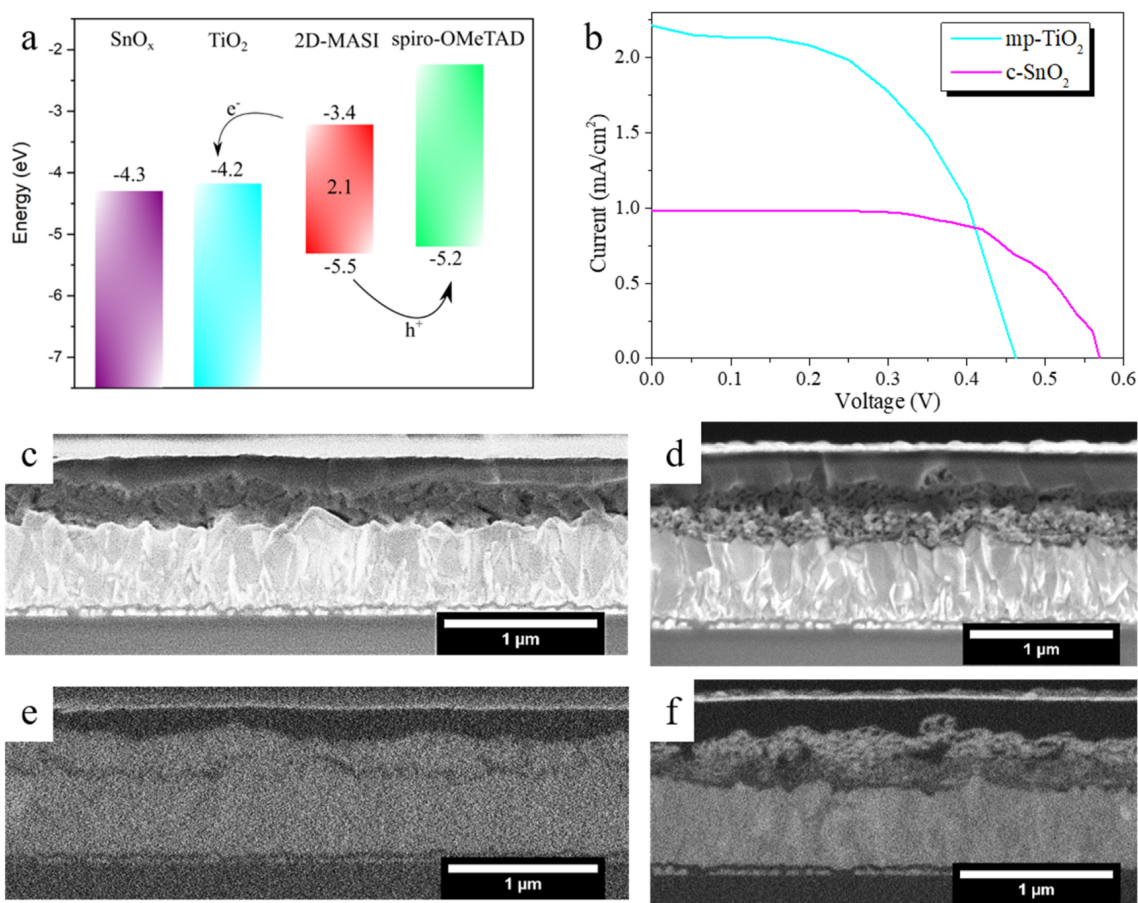 a
SnOₓ TiO₂ 2D-MASI spiro-OMeTAD
-2
-3
-4
-5
-6
-7
Energy (eV)
-4.3
-4.2
e⁻
-3.4
2.1
-5.5
-5.2
h⁺
b
mp-TiO₂
c-SnO₂
2.0
1.5
1.0
0.5
0.0
Current (mA/cm²)
0.0 0.1 0.2 0.3 0.4 0.5 0.6
Voltage (V)
c
1 µm
d
1 µm
e
1 µm
f
1 µm